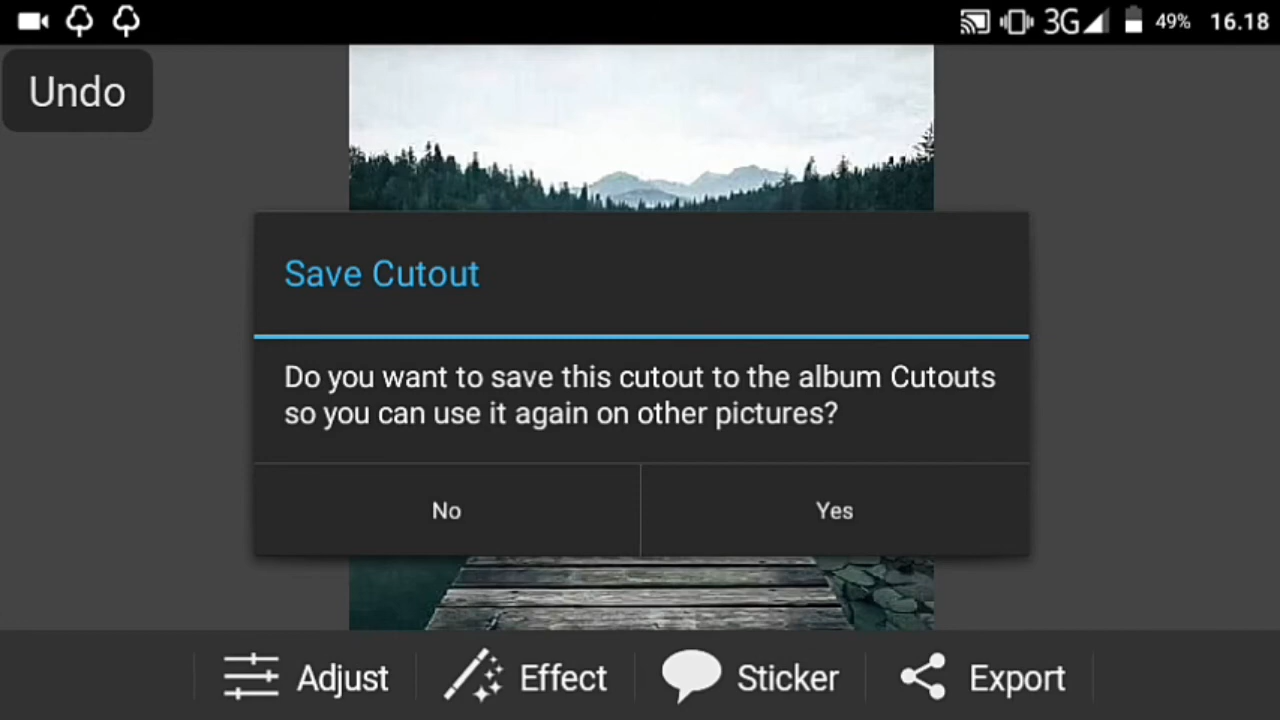 3G 49% 16.18
Undo
Save Cutout
Do you want to save this cutout to the album Cutouts
so you can use it again on other pictures?
No Yes
Adjust Effect Sticker Export